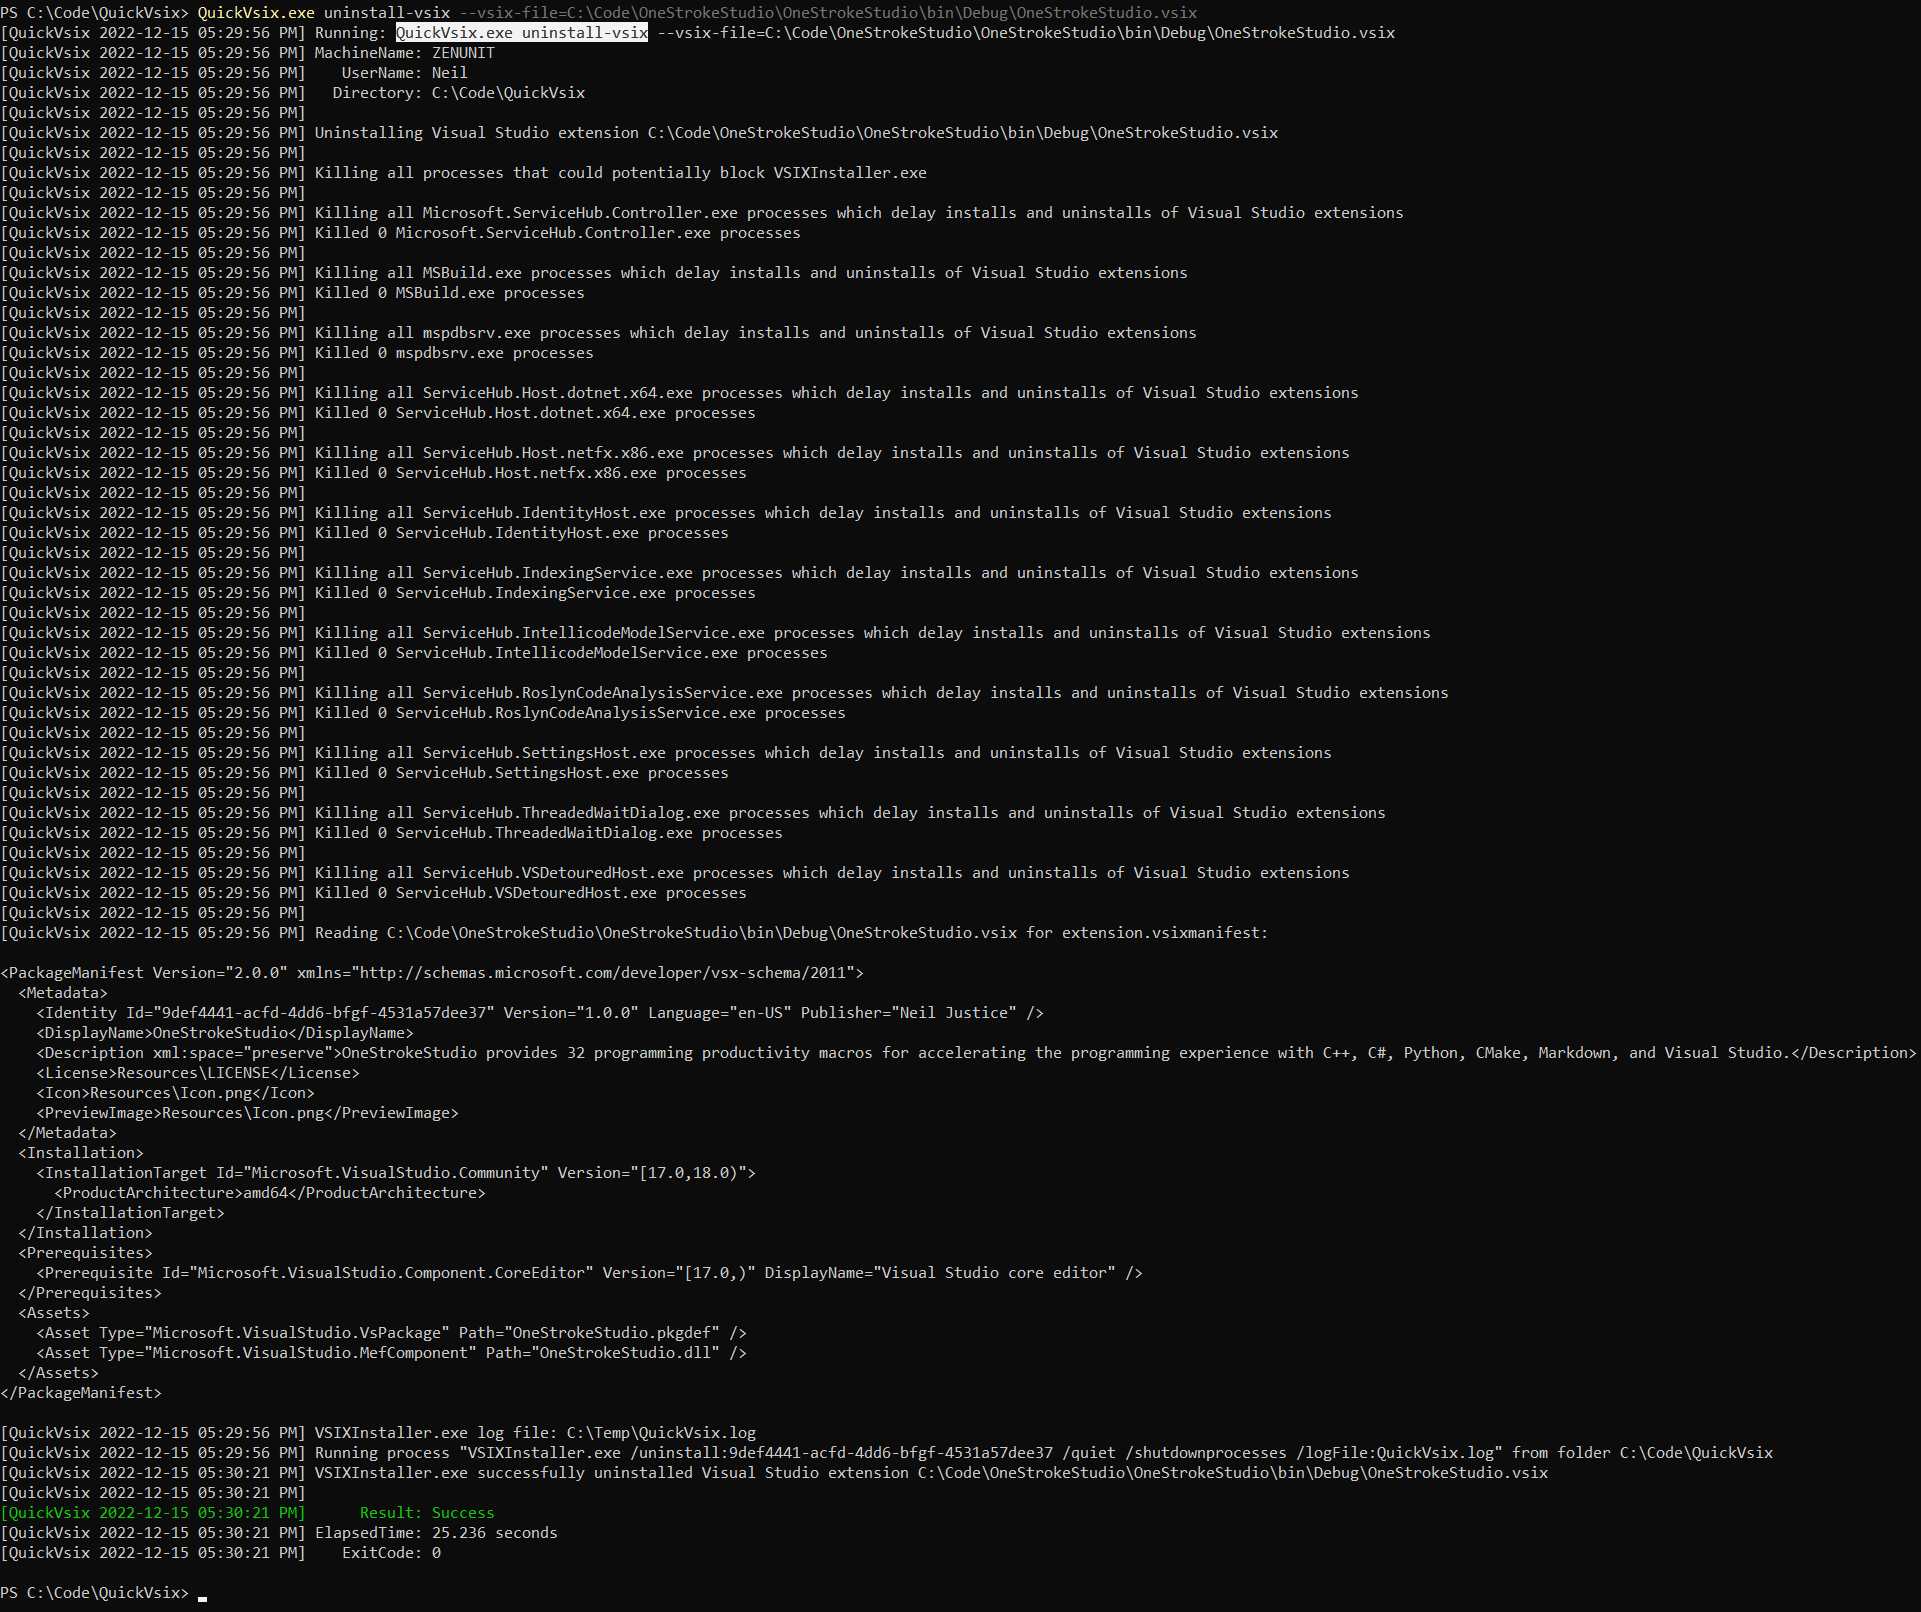 PS C:\Code\QuickVsix> QuickVsix.exe uninstall-vsix --vsix-file=C:\Code\OneStrokeStudio\OneStrokeStudio\bin\Debug\OneStrokeStudio.vsix
[QuickVsix 2022-12-15 05:29:56 PM] Running: QuickVsix.exe uninstall-vsix --vsix-file=C:\Code\OneStrokeStudio\OneStrokeStudio\bin\Debug\OneStrokeStudio.vsix
[QuickVsix 2022-12-15 05:29:56 PM] MachineName: ZENUNIT
[QuickVsix 2022-12-15 05:29:56 PM]    UserName: Neil
[QuickVsix 2022-12-15 05:29:56 PM]   Directory: C:\Code\QuickVsix
[QuickVsix 2022-12-15 05:29:56 PM]
[QuickVsix 2022-12-15 05:29:56 PM] Uninstalling Visual Studio extension C:\Code\OneStrokeStudio\OneStrokeStudio\bin\Debug\OneStrokeStudio.vsix
[QuickVsix 2022-12-15 05:29:56 PM]
[QuickVsix 2022-12-15 05:29:56 PM] Killing all processes that could potentially block VSIXInstaller.exe
[QuickVsix 2022-12-15 05:29:56 PM]
[QuickVsix 2022-12-15 05:29:56 PM] Killing all Microsoft.ServiceHub.Controller.exe processes which delay installs and uninstalls of Visual Studio extensions
[QuickVsix 2022-12-15 05:29:56 PM] Killed 0 Microsoft.ServiceHub.Controller.exe processes
[QuickVsix 2022-12-15 05:29:56 PM]
[QuickVsix 2022-12-15 05:29:56 PM] Killing all MSBuild.exe processes which delay installs and uninstalls of Visual Studio extensions
[QuickVsix 2022-12-15 05:29:56 PM] Killed 0 MSBuild.exe processes
[QuickVsix 2022-12-15 05:29:56 PM]
[QuickVsix 2022-12-15 05:29:56 PM] Killing all mspdbsrv.exe processes which delay installs and uninstalls of Visual Studio extensions
[QuickVsix 2022-12-15 05:29:56 PM] Killed 0 mspdbsrv.exe processes
[QuickVsix 2022-12-15 05:29:56 PM]
[QuickVsix 2022-12-15 05:29:56 PM] Killing all ServiceHub.Host.dotnet.x64.exe processes which delay installs and uninstalls of Visual Studio extensions
[QuickVsix 2022-12-15 05:29:56 PM] Killed 0 ServiceHub.Host.dotnet.x64.exe processes
[QuickVsix 2022-12-15 05:29:56 PM]
[QuickVsix 2022-12-15 05:29:56 PM] Killing all ServiceHub.Host.netfx.x86.exe processes which delay installs and uninstalls of Visual Studio extensions
[QuickVsix 2022-12-15 05:29:56 PM] Killed 0 ServiceHub.Host.netfx.x86.exe processes
[QuickVsix 2022-12-15 05:29:56 PM]
[QuickVsix 2022-12-15 05:29:56 PM] Killing all ServiceHub.IdentityHost.exe processes which delay installs and uninstalls of Visual Studio extensions
[QuickVsix 2022-12-15 05:29:56 PM] Killed 0 ServiceHub.IdentityHost.exe processes
[QuickVsix 2022-12-15 05:29:56 PM]
[QuickVsix 2022-12-15 05:29:56 PM] Killing all ServiceHub.IndexingService.exe processes which delay installs and uninstalls of Visual Studio extensions
[QuickVsix 2022-12-15 05:29:56 PM] Killed 0 ServiceHub.IndexingService.exe processes
[QuickVsix 2022-12-15 05:29:56 PM]
[QuickVsix 2022-12-15 05:29:56 PM] Killing all ServiceHub.IntellicodeModelService.exe processes which delay installs and uninstalls of Visual Studio extensions
[QuickVsix 2022-12-15 05:29:56 PM] Killed 0 ServiceHub.IntellicodeModelService.exe processes
[QuickVsix 2022-12-15 05:29:56 PM]
[QuickVsix 2022-12-15 05:29:56 PM] Killing all ServiceHub.RoslynCodeAnalysisService.exe processes which delay installs and uninstalls of Visual Studio extensions
[QuickVsix 2022-12-15 05:29:56 PM] Killed 0 ServiceHub.RoslynCodeAnalysisService.exe processes
[QuickVsix 2022-12-15 05:29:56 PM]
[QuickVsix 2022-12-15 05:29:56 PM] Killing all ServiceHub.SettingsHost.exe processes which delay installs and uninstalls of Visual Studio extensions
[QuickVsix 2022-12-15 05:29:56 PM] Killed 0 ServiceHub.SettingsHost.exe processes
[QuickVsix 2022-12-15 05:29:56 PM]
[QuickVsix 2022-12-15 05:29:56 PM] Killing all ServiceHub.ThreadedWaitDialog.exe processes which delay installs and uninstalls of Visual Studio extensions
[QuickVsix 2022-12-15 05:29:56 PM] Killed 0 ServiceHub.ThreadedWaitDialog.exe processes
[QuickVsix 2022-12-15 05:29:56 PM]
[QuickVsix 2022-12-15 05:29:56 PM] Killing all ServiceHub.VSDetouredHost.exe processes which delay installs and uninstalls of Visual Studio extensions
[QuickVsix 2022-12-15 05:29:56 PM] Killed 0 ServiceHub.VSDetouredHost.exe processes
[QuickVsix 2022-12-15 05:29:56 PM]
[QuickVsix 2022-12-15 05:29:56 PM] Reading C:\Code\OneStrokeStudio\OneStrokeStudio\bin\Debug\OneStrokeStudio.vsix for extension.vsixmanifest:

<PackageManifest Version="2.0.0" xmlns="http://schemas.microsoft.com/developer/vsx-schema/2011">
  <Metadata>
    <Identity Id="9def4441-acfd-4dd6-bfgf-4531a57dee37" Version="1.0.0" Language="en-US" Publisher="Neil Justice" />
    <DisplayName>OneStrokeStudio</DisplayName>
    <Description xml:space="preserve">OneStrokeStudio provides 32 programming productivity macros for accelerating the programming experience with C++, C#, Python, CMake, Markdown, and Visual Studio.</Description>
    <License>Resources\LICENSE</License>
    <Icon>Resources\Icon.png</Icon>
    <PreviewImage>Resources\Icon.png</PreviewImage>
  </Metadata>
  <Installation>
    <InstallationTarget Id="Microsoft.VisualStudio.Community" Version="[17.0,18.0)">
      <ProductArchitecture>amd64</ProductArchitecture>
    </InstallationTarget>
  </Installation>
  <Prerequisites>
    <Prerequisite Id="Microsoft.VisualStudio.Component.CoreEditor" Version="[17.0,)" DisplayName="Visual Studio core editor" />
  </Prerequisites>
  <Assets>
    <Asset Type="Microsoft.VisualStudio.VsPackage" Path="OneStrokeStudio.pkgdef" />
    <Asset Type="Microsoft.VisualStudio.MefComponent" Path="OneStrokeStudio.dll" />
  </Assets>
</PackageManifest>

[QuickVsix 2022-12-15 05:29:56 PM] VSIXInstaller.exe log file: C:\Temp\QuickVsix.log
[QuickVsix 2022-12-15 05:29:56 PM] Running process "VSIXInstaller.exe /uninstall:9def4441-acfd-4dd6-bfgf-4531a57dee37 /quiet /shutdownprocesses /logFile:QuickVsix.log" from folder C:\Code\QuickVsix
[QuickVsix 2022-12-15 05:30:21 PM] VSIXInstaller.exe successfully uninstalled Visual Studio extension C:\Code\OneStrokeStudio\OneStrokeStudio\bin\Debug\OneStrokeStudio.vsix
[QuickVsix 2022-12-15 05:30:21 PM]
[QuickVsix 2022-12-15 05:30:21 PM]      Result: Success
[QuickVsix 2022-12-15 05:30:21 PM] ElapsedTime: 25.236 seconds
[QuickVsix 2022-12-15 05:30:21 PM]    ExitCode: 0

PS C:\Code\QuickVsix>